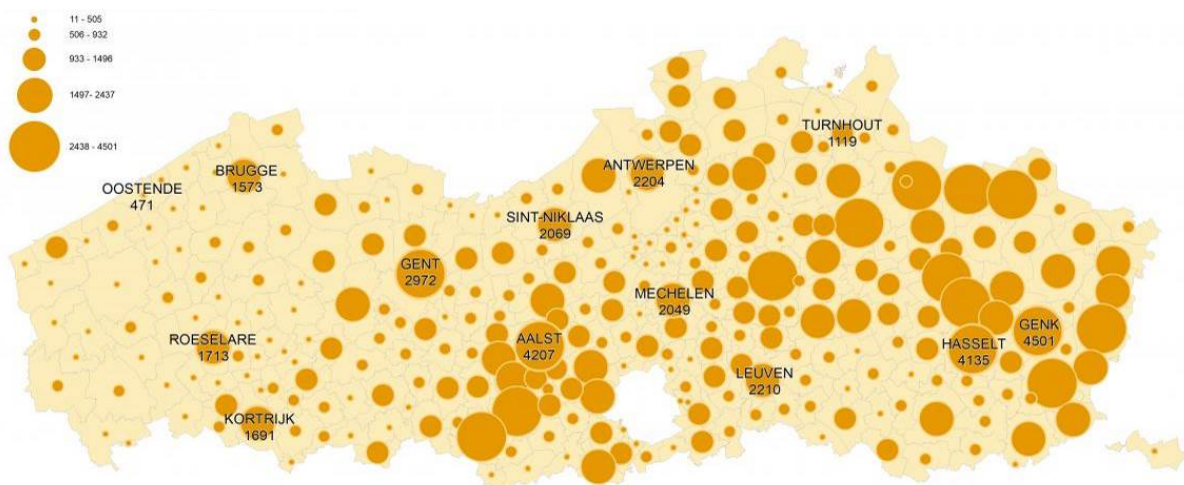 11 - 505
506 - 932
933 - 1496
1497- 2437
2438 - 4501
TURNHOUT
1119
ANTWERPEN
2204
BRUGGE
1573
OOSTENDE
471
SINT-NIKLAAS
2069
GENT
2972
MECHELEN
2049
GENK
4501
AALST
4207
ROESELARE
1713
HASSELT
4135
LEUVEN
2210
KORTRIJK
1691